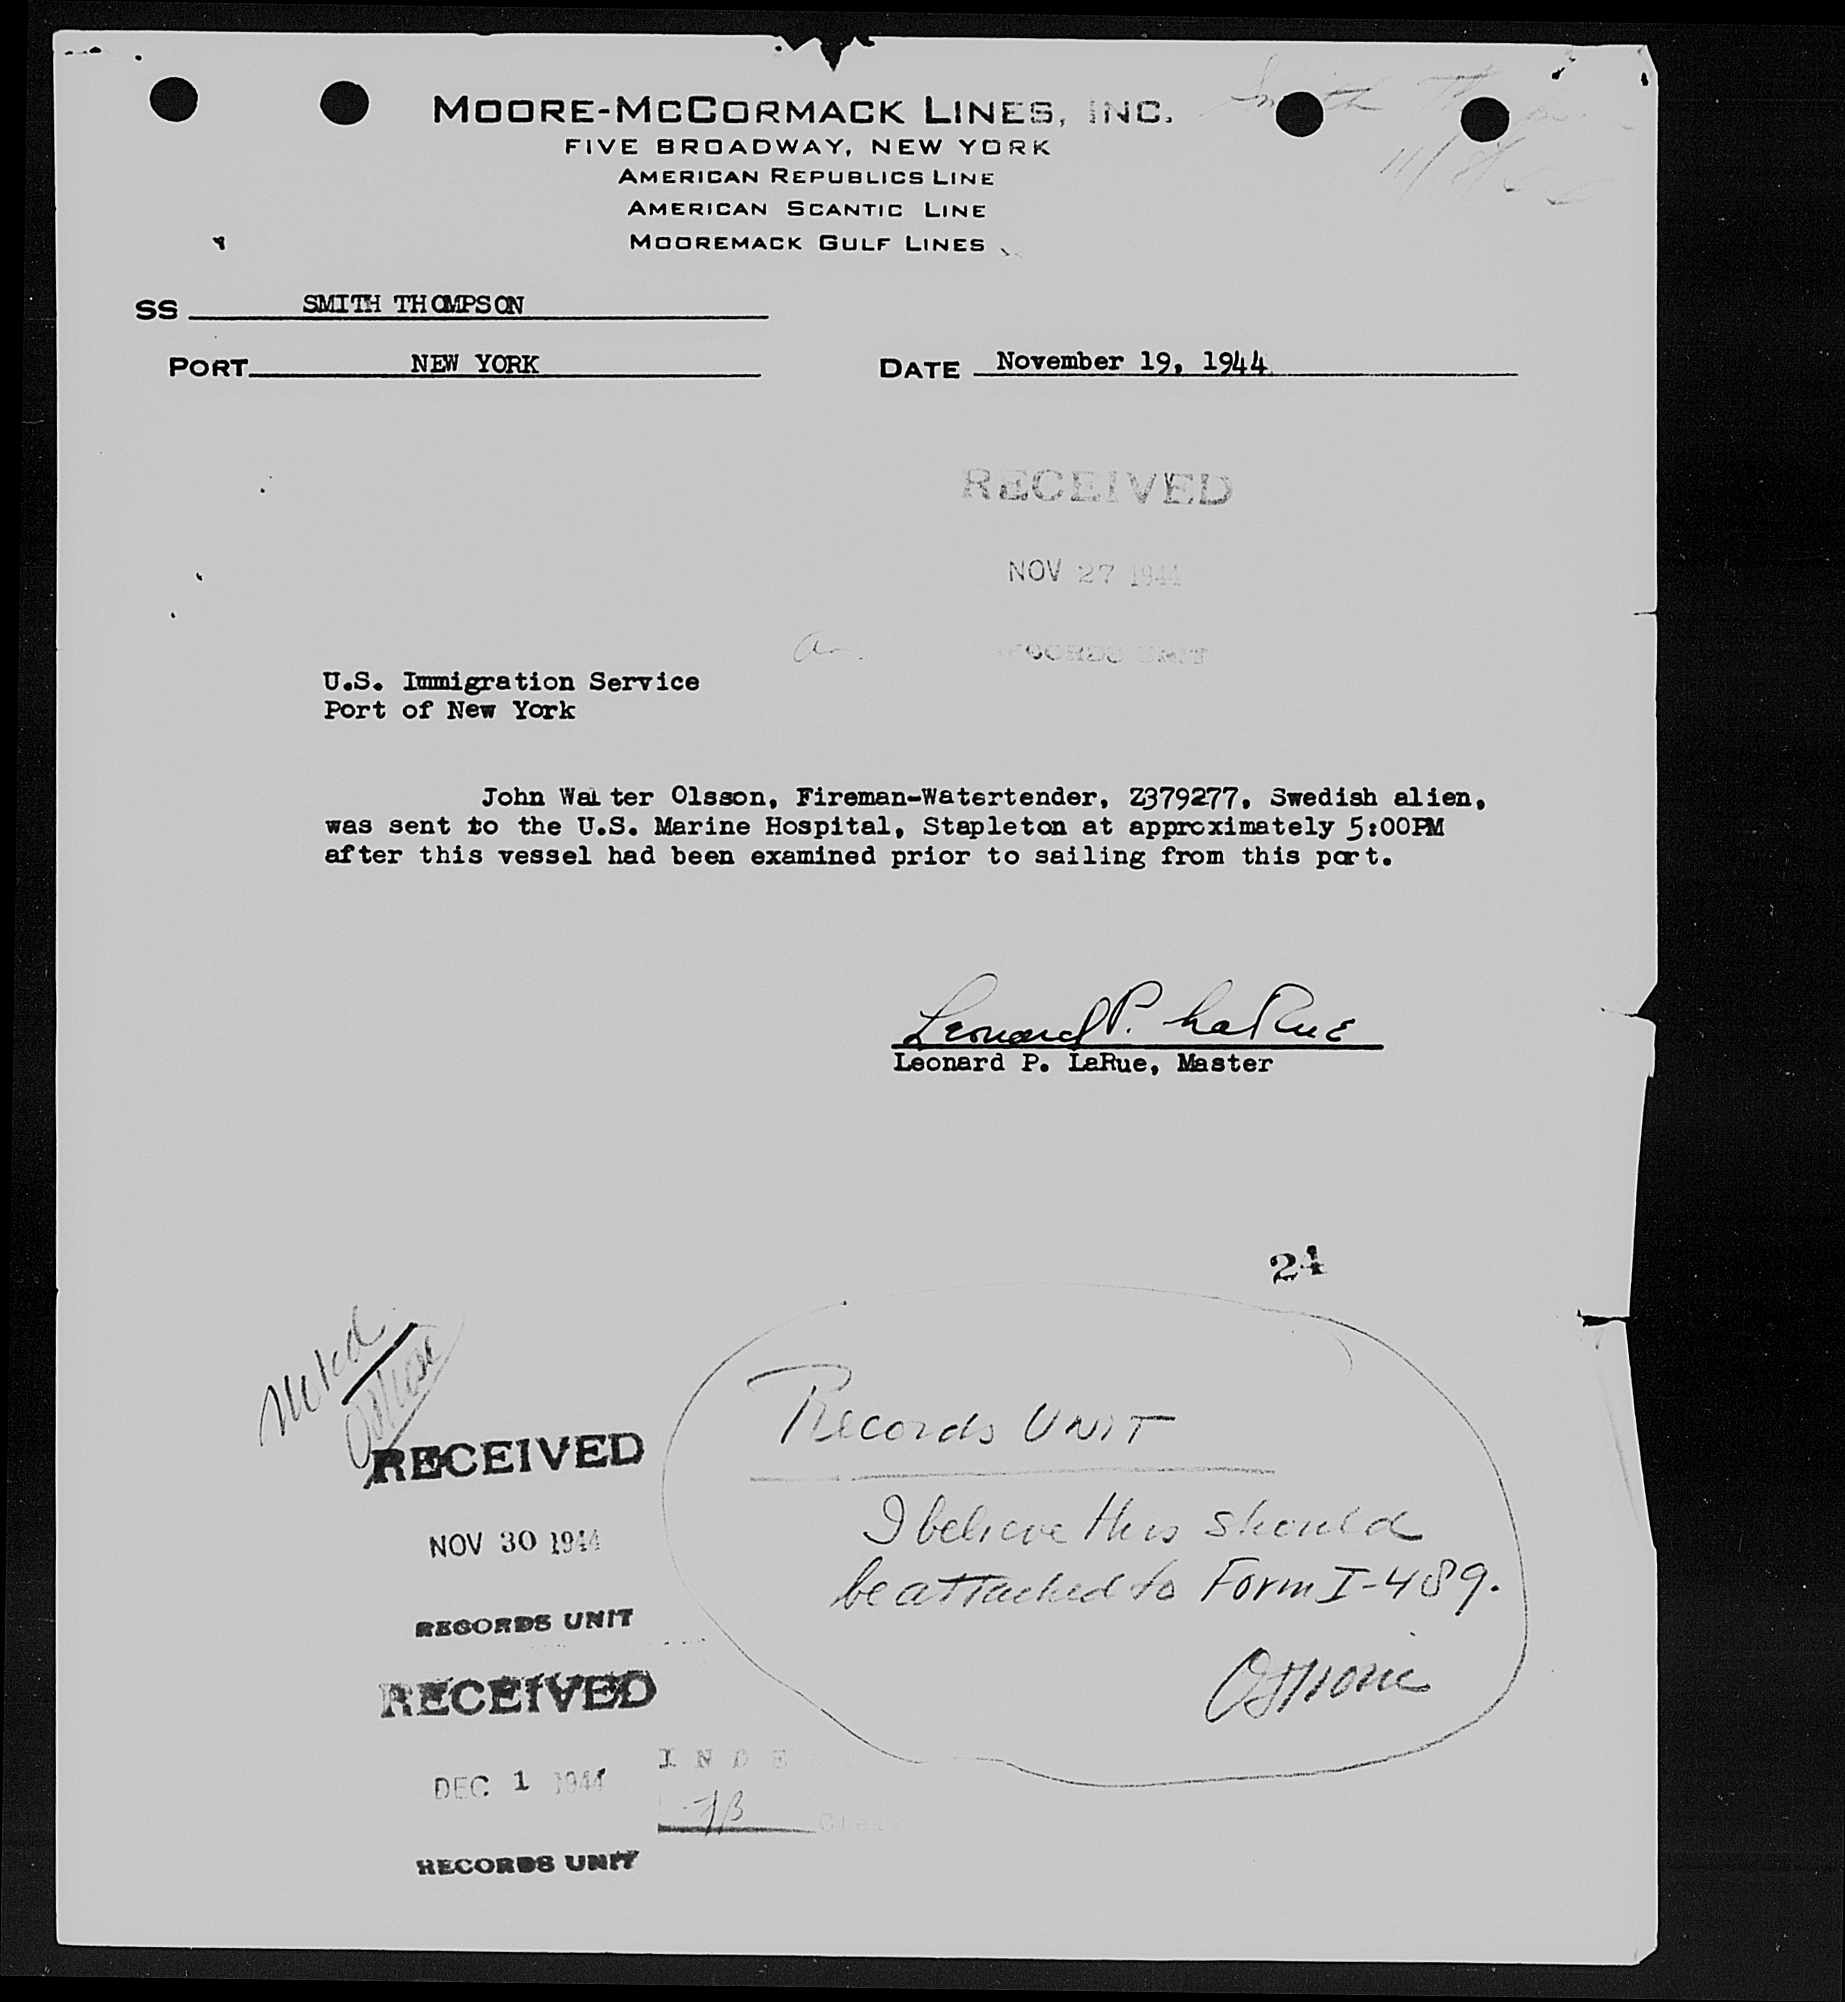 MOORE-MCCORMACK LINES, INC.
FIVE BROADWAY, NEW YORK
AMERICAN REPUBLICS LINE
AMERICAN SCANTIC LINE
MOOREMACK GULF LINES
Smith
SS SMITH THOMPSON
PORT NEW YORK DATE November 19, 1944
RECEIVED
NOV 27 1944
RECORDS UNIT
U.S. Immigration Service
Port of New York
John Walter Olsson, Fireman-Watertender, Z379277, Swedish alien,
was sent to the U.S. Marine Hospital, Stapleton at approximately 5:00PM
after this vessel had been examined prior to sailing from this port.
Leonard P. LaRue
Leonard P. LaRue, Master
24
Records UNIT
I believe this should
be attached to Form I-489.
RECEIVED
NOV 30 1944
RECORDS UNIT
RECEIVED
DEC 1 1944
RECORDS UNIT
INDE